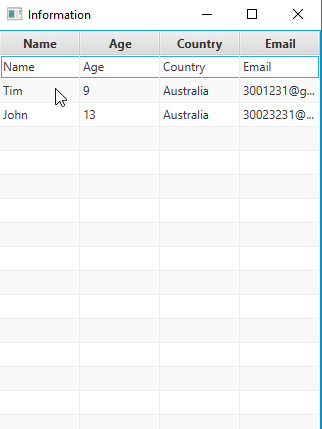 Information
Name Age Country Email
Name Age Country Email
Tim 9 Australia 3001231@g...
John 13 Australia 30023231@...